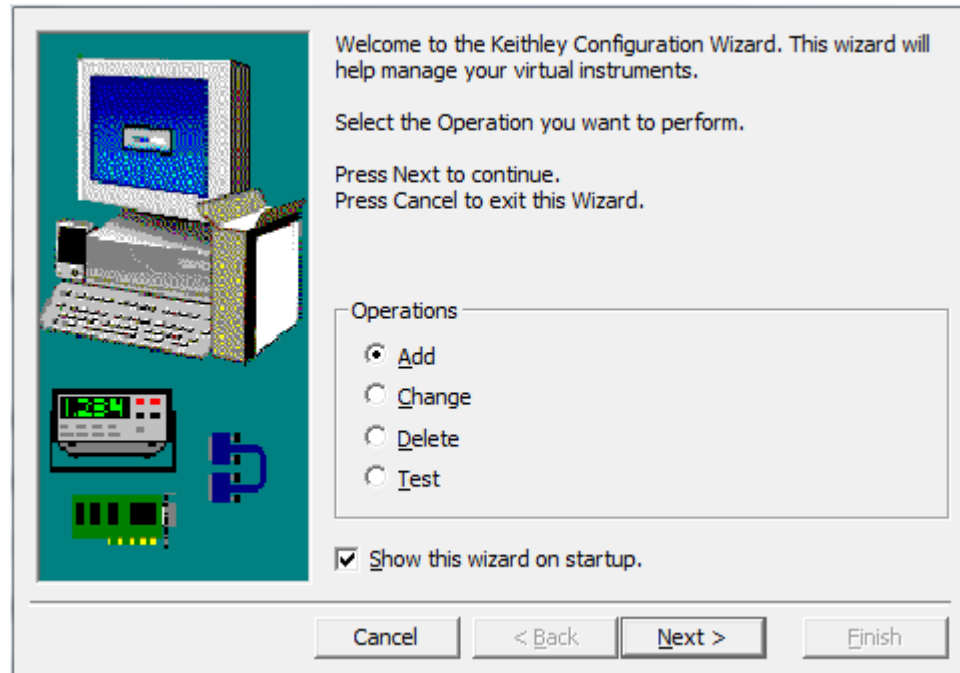 Welcome to the Keithley Configuration Wizard. This wizard will
help manage your virtual instruments.
Select the Operation you want to perform.
Press Next to continue.
Press Cancel to exit this Wizard.
1.234
Operations
Add
Change
Delete
Test
Show this wizard on startup.
Cancel
< Back
Next >
Finish